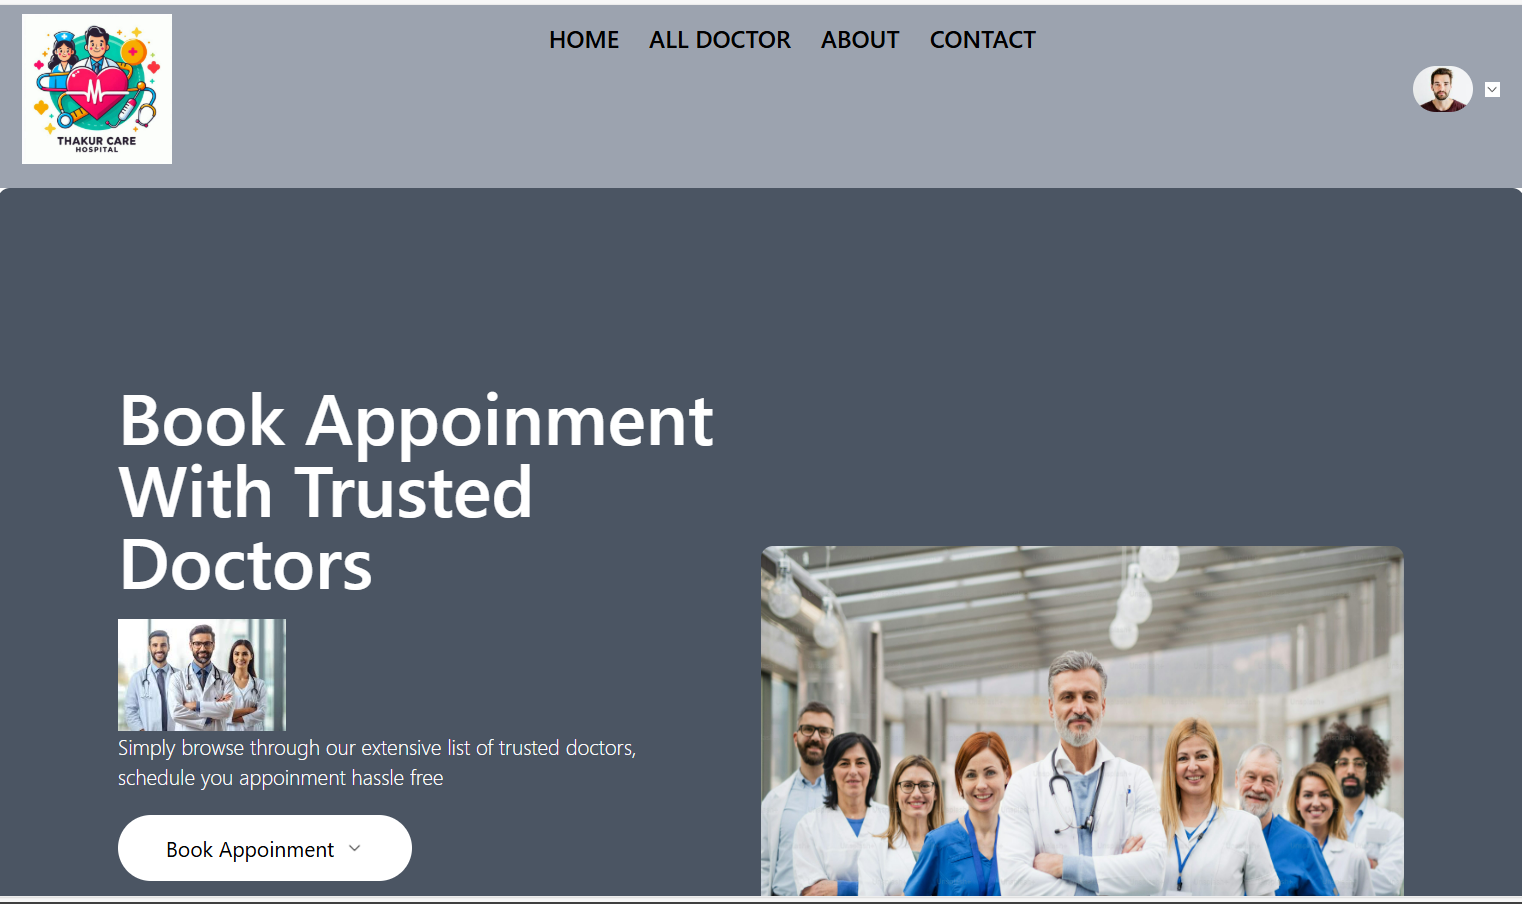 THAKUR CARE
HOSPITAL
HOME ALL DOCTOR ABOUT CONTACT
Book Appoinment
With Trusted
Doctors
Simply browse through our extensive list of trusted doctors,
schedule you appoinment hassle free
Book Appoinment